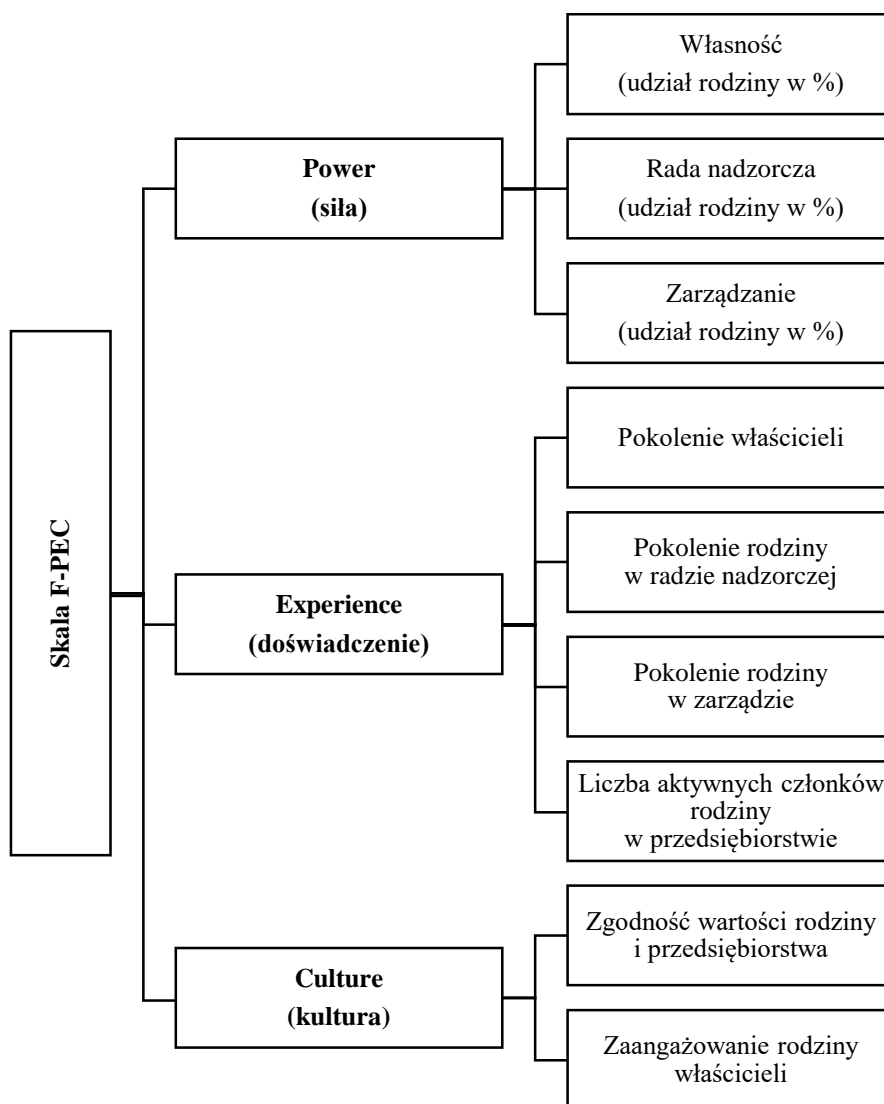 Skala F-PEC
Power
(siła)
Własność
(udział rodziny w %)
Rada nadzorcza
(udział rodziny w %)
Zarządzanie
(udział rodziny w %)
Experience
(doświadczenie)
Pokolenie właścicieli
Pokolenie rodziny
w radzie nadzorczej
Pokolenie rodziny
w zarządzie
Liczba aktywnych członków
rodziny
w przedsiębiorstwie
Culture
(kultura)
Zgodność wartości rodziny
i przedsiębiorstwa
Zaangażowanie rodziny
właścicieli